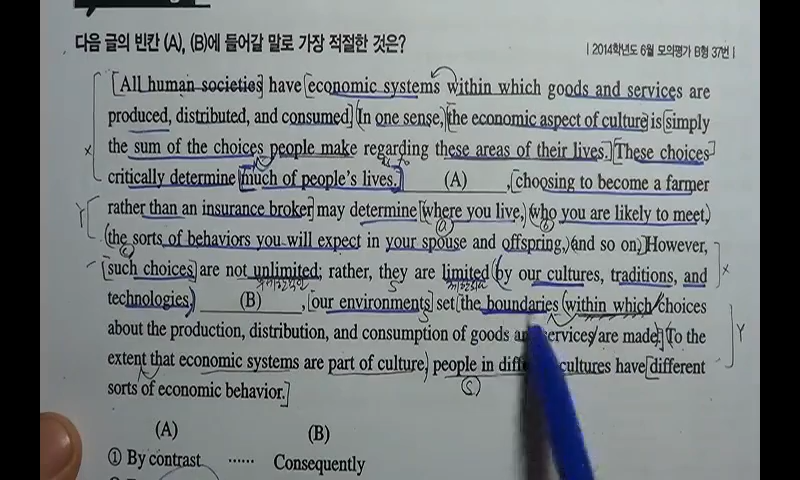 다음 글의 빈칸 (A), (B)에 들어갈 말로 가장 적절한 것은?
| 2014학년도 6월 모의평가 B형 37번 |
All human societies have economic systems within which goods and services are
produced, distributed, and consumed. In one sense, the economic aspect of culture is simply
the sum of the choices people make regarding these areas of their lives. These choices
critically determine much of people's lives. (A) , choosing to become a farmer
rather than an insurance broker may determine where you live, who you are likely to meet,
the sorts of behaviors you will expect in your spouse and offspring, and so on. However,
such choices are not unlimited; rather, they are limited by our cultures, traditions, and
technologies. (B) , our environments set the boundaries within which choices
about the production, distribution, and consumption of goods and services are made. To the
extent that economic systems are part of culture, people in different cultures have different
sorts of economic behavior.
(A) (B)
① By contrast ...... Consequently